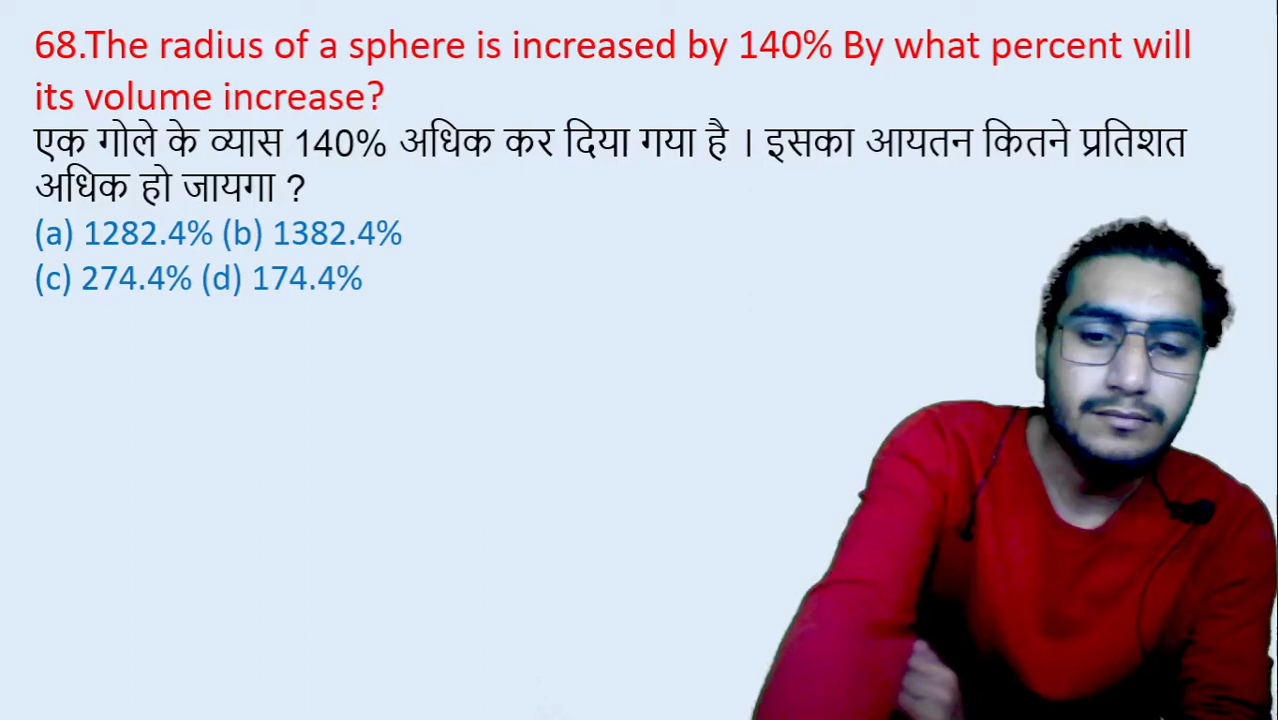 68.The radius of a sphere is increased by 140% By what percent will
its volume increase?
एक गोले के व्यास 140% अधिक कर दिया गया है । इसका आयतन कितने प्रतिशत
अधिक हो जायगा ?
(a) 1282.4% (b) 1382.4%
(c) 274.4% (d) 174.4%